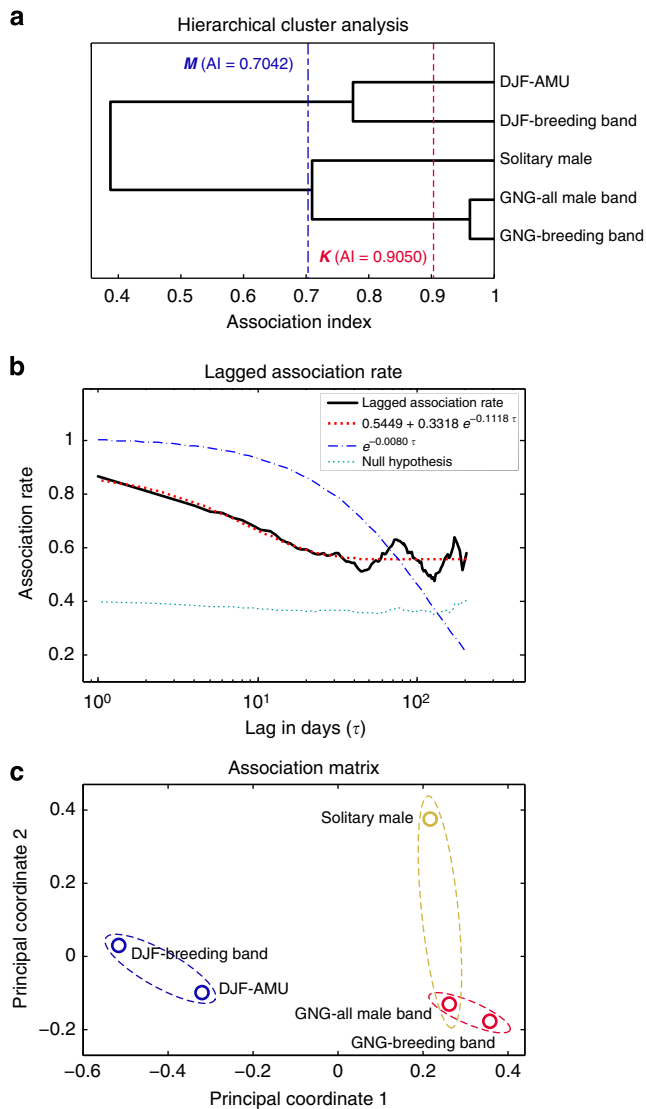 a
Hierarchical cluster analysis
M (AI = 0.7042)
DJF-AMU
DJF-breeding band
Solitary male
GNG-all male band
GNG-breeding band
K (AI = 0.9050)
0.4 0.5 0.6 0.7 0.8 0.9 1
Association index
b
Lagged association rate
Lagged association rate
0.5449 + 0.3318 e^−0.1118 τ
e^−0.0080 τ
Null hypothesis
1
0.8
0.6
0.4
0.2
Association rate
10^0 10^1 10^2
Lag in days (τ)
c
Association matrix
0.4
0.2
0
−0.2
Principal coordinate 2
Solitary male
DJF-breeding band
DJF-AMU
GNG-all male band
GNG-breeding band
−0.6 −0.4 −0.2 0 0.2 0.4
Principal coordinate 1